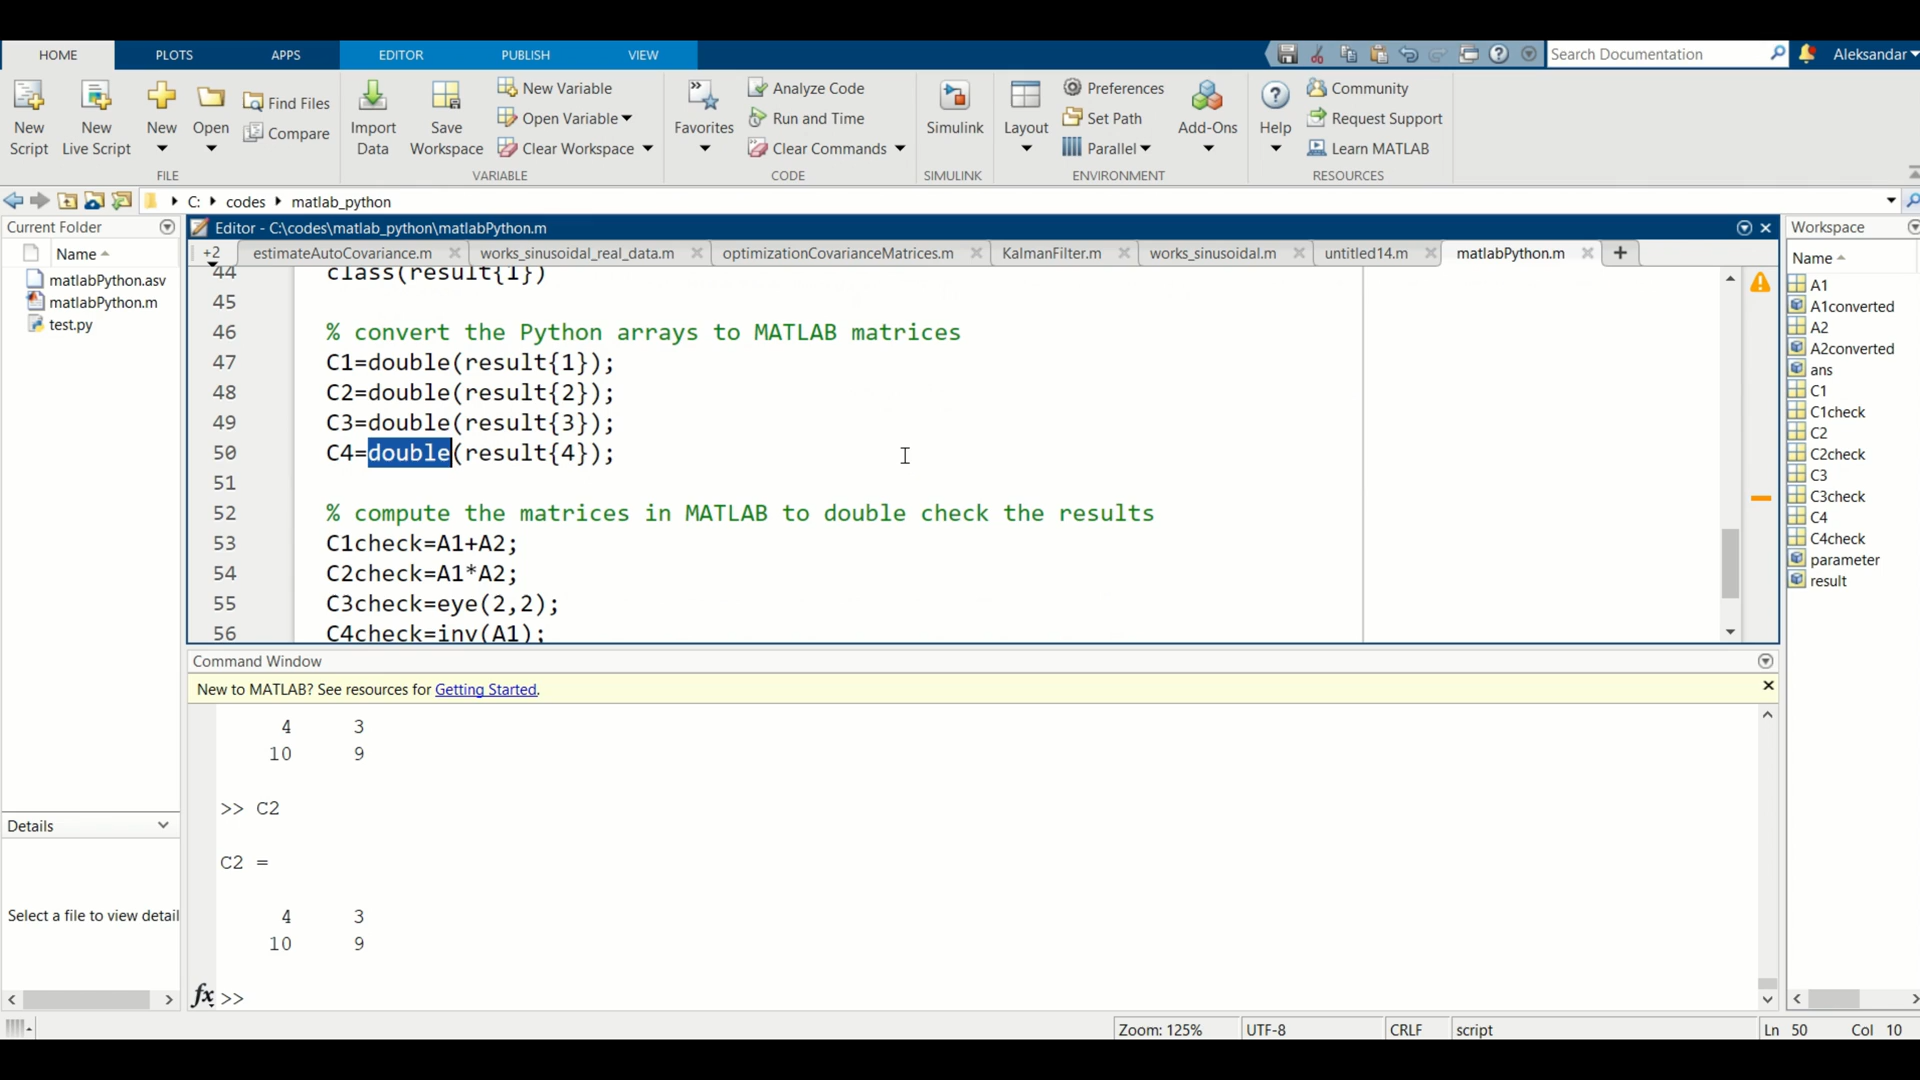 HOME PLOTS APPS EDITOR PUBLISH VIEW Search Documentation Aleksandar
New Script
New Live Script
New
Open
Find Files
Compare
FILE
Import Data
Save Workspace
New Variable
Open Variable
Clear Workspace
VARIABLE
Favorites
Analyze Code
Run and Time
Clear Commands
CODE
Simulink
SIMULINK
Layout
Preferences
Set Path
Parallel
Add-Ons
ENVIRONMENT
Help
Community
Request Support
Learn MATLAB
RESOURCES
C: codes matlab_python
Current Folder
Name
matlabPython.asv
matlabPython.m
test.py
Details
Select a file to view detail
Editor - C:\codes\matlab_python\matlabPython.m
+2 estimateAutoCovariance.m works_sinusoidal_real_data.m optimizationCovarianceMatrices.m KalmanFilter.m works_sinusoidal.m untitled14.m matlabPython.m
44 class(result{1})
45
46 % convert the Python arrays to MATLAB matrices
47 C1=double(result{1});
48 C2=double(result{2});
49 C3=double(result{3});
50 C4=double(result{4});
51
52 % compute the matrices in MATLAB to double check the results
53 C1check=A1+A2;
54 C2check=A1*A2;
55 C3check=eye(2,2);
56 C4check=inv(A1);
Command Window
New to MATLAB? See resources for Getting Started.
4 3
10 9
>> C2
C2 =
4 3
10 9
fx >>
Workspace
Name
A1
A1converted
A2
A2converted
ans
C1
C1check
C2
C2check
C3
C3check
C4
C4check
parameter
result
Zoom: 125% UTF-8 CRLF script Ln 50 Col 10